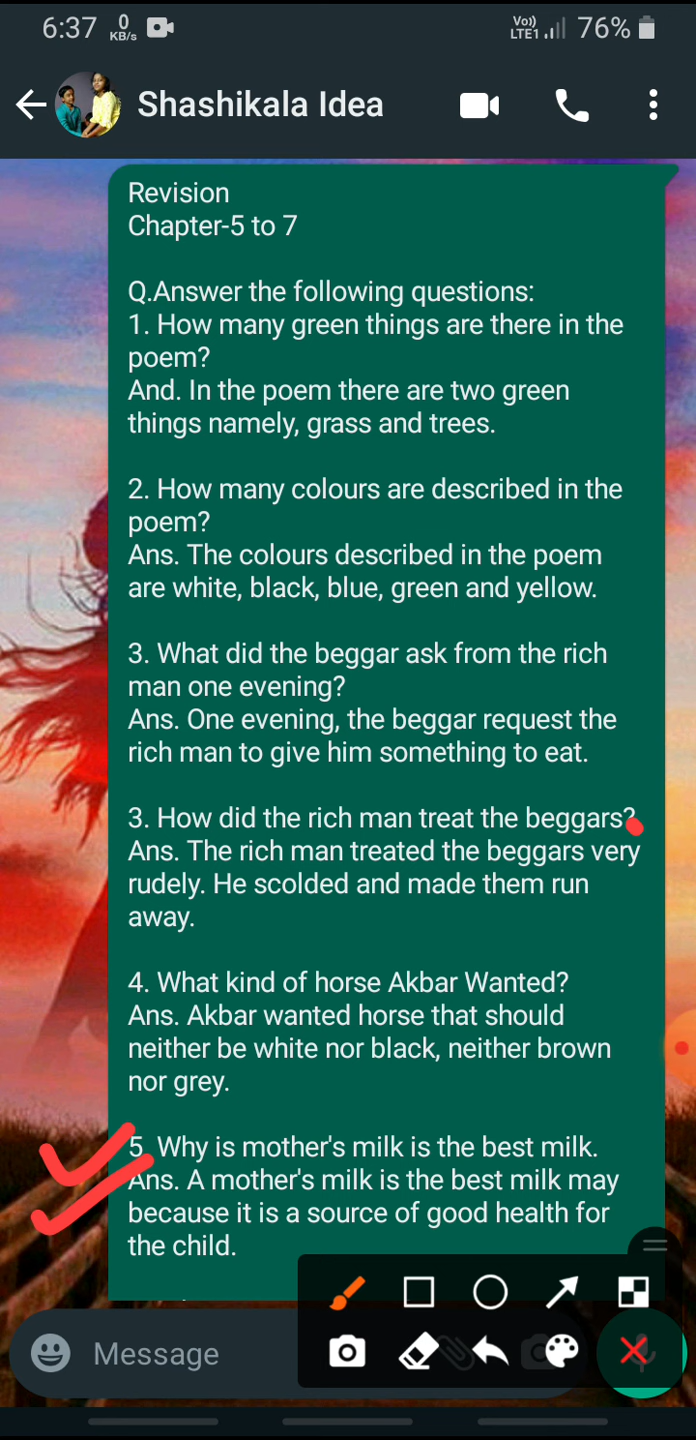 6:37 0 KB/s Vo)) LTE1 76%
Shashikala Idea
Revision
Chapter-5 to 7
Q.Answer the following questions:
1. How many green things are there in the
poem?
And. In the poem there are two green
things namely, grass and trees.
2. How many colours are described in the
poem?
Ans. The colours described in the poem
are white, black, blue, green and yellow.
3. What did the beggar ask from the rich
man one evening?
Ans. One evening, the beggar request the
rich man to give him something to eat.
3. How did the rich man treat the beggars?
Ans. The rich man treated the beggars very
rudely. He scolded and made them run
away.
4. What kind of horse Akbar Wanted?
Ans. Akbar wanted horse that should
neither be white nor black, neither brown
nor grey.
5. Why is mother's milk is the best milk.
Ans. A mother's milk is the best milk may
because it is a source of good health for
the child.
Message